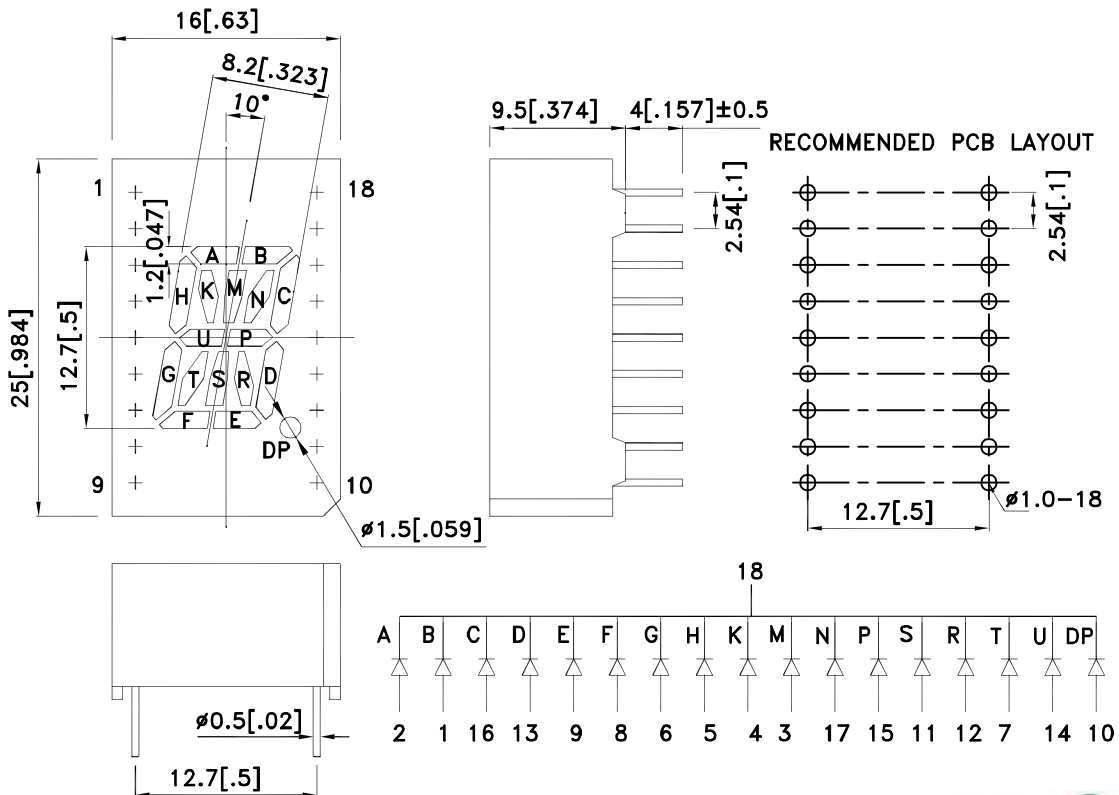 16[.63]
8.2[.323]
10°
1
18
1.2[.047]
12.7[.5]
25[.984]
A B
H K M N C
U P
G T S R D
F E
DP
9
10
ø1.5[.059]
9.5[.374]
4[.157]±0.5
2.54[.1]
RECOMMENDED PCB LAYOUT
2.54[.1]
ø1.0-18
12.7[.5]
ø0.5[.02]
12.7[.5]
18
A B C D E F G H K M N P S R T U DP
2 1 16 13 9 8 6 5 4 3 17 15 11 12 7 14 10